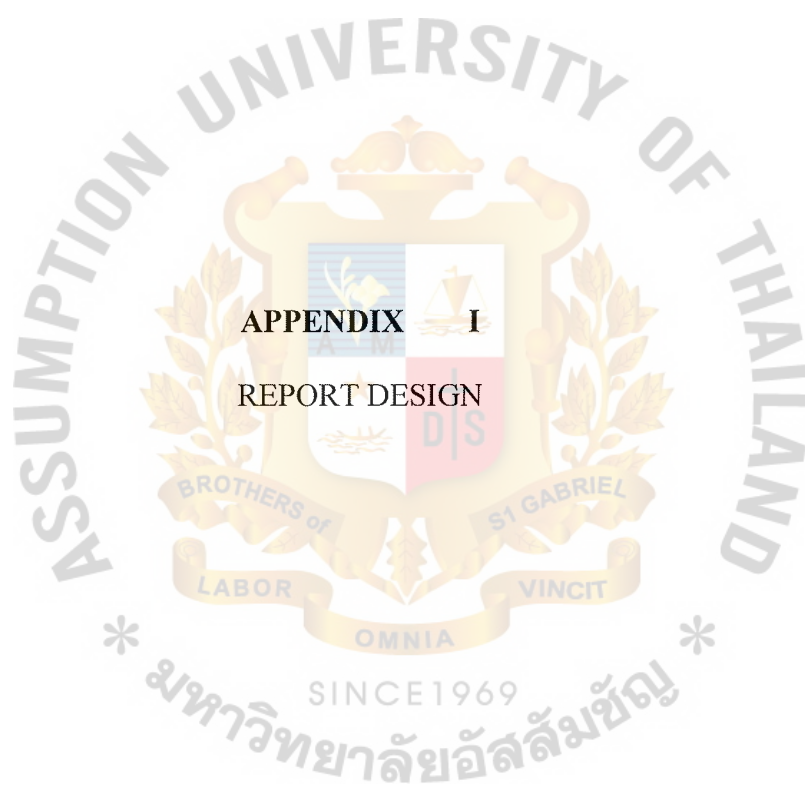 ASSUMPTION UNIVERSITY OF THAILAND
APPENDIX I
A M
REPORT DESIGN
D S
BROTHERS of
S1 GABRIEL
LABOR
VINCIT
OMNIA
SINCE1969
* มหาวิทยาลัยอัสสัมชัญ *